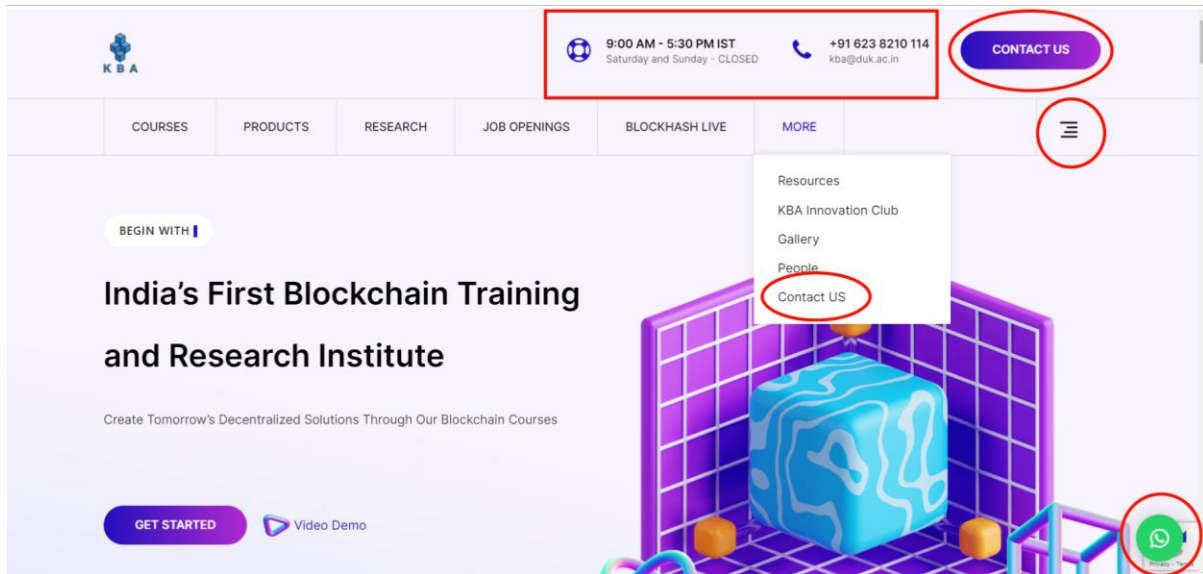 K B A
9:00 AM - 5:30 PM IST
Saturday and Sunday - CLOSED
+91 623 8210 114
kba@duk.ac.in
CONTACT US
COURSES PRODUCTS RESEARCH JOB OPENINGS BLOCKHASH LIVE MORE
Resources
KBA Innovation Club
Gallery
People
Contact US
BEGIN WITH
India's First Blockchain Training
and Research Institute
Create Tomorrow's Decentralized Solutions Through Our Blockchain Courses
GET STARTED
Video Demo
Privacy - Terms